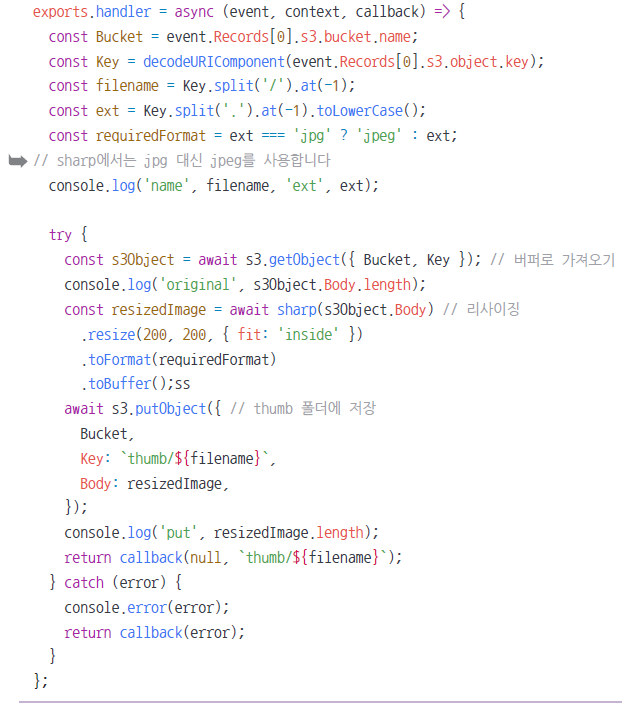 exports.handler = async (event, context, callback) => {
const Bucket = event.Records[0].s3.bucket.name;
const Key = decodeURIComponent(event.Records[0].s3.object.key);
const filename = Key.split('/').at(-1);
const ext = Key.split('.').at(-1).toLowerCase();
const requiredFormat = ext === 'jpg' ? 'jpeg' : ext;
// sharp에서는 jpg 대신 jpeg를 사용합니다
console.log('name', filename, 'ext', ext);
try {
const s3Object = await s3.getObject({ Bucket, Key }); // 버퍼로 가져오기
console.log('original', s3Object.Body.length);
const resizedImage = await sharp(s3Object.Body) // 리사이징
.resize(200, 200, { fit: 'inside' })
.toFormat(requiredFormat)
.toBuffer();ss
await s3.putObject({ // thumb 폴더에 저장
Bucket,
Key: `thumb/${filename}`,
Body: resizedImage,
});
console.log('put', resizedImage.length);
return callback(null, `thumb/${filename}`);
} catch (error) {
console.error(error);
return callback(error);
}
};